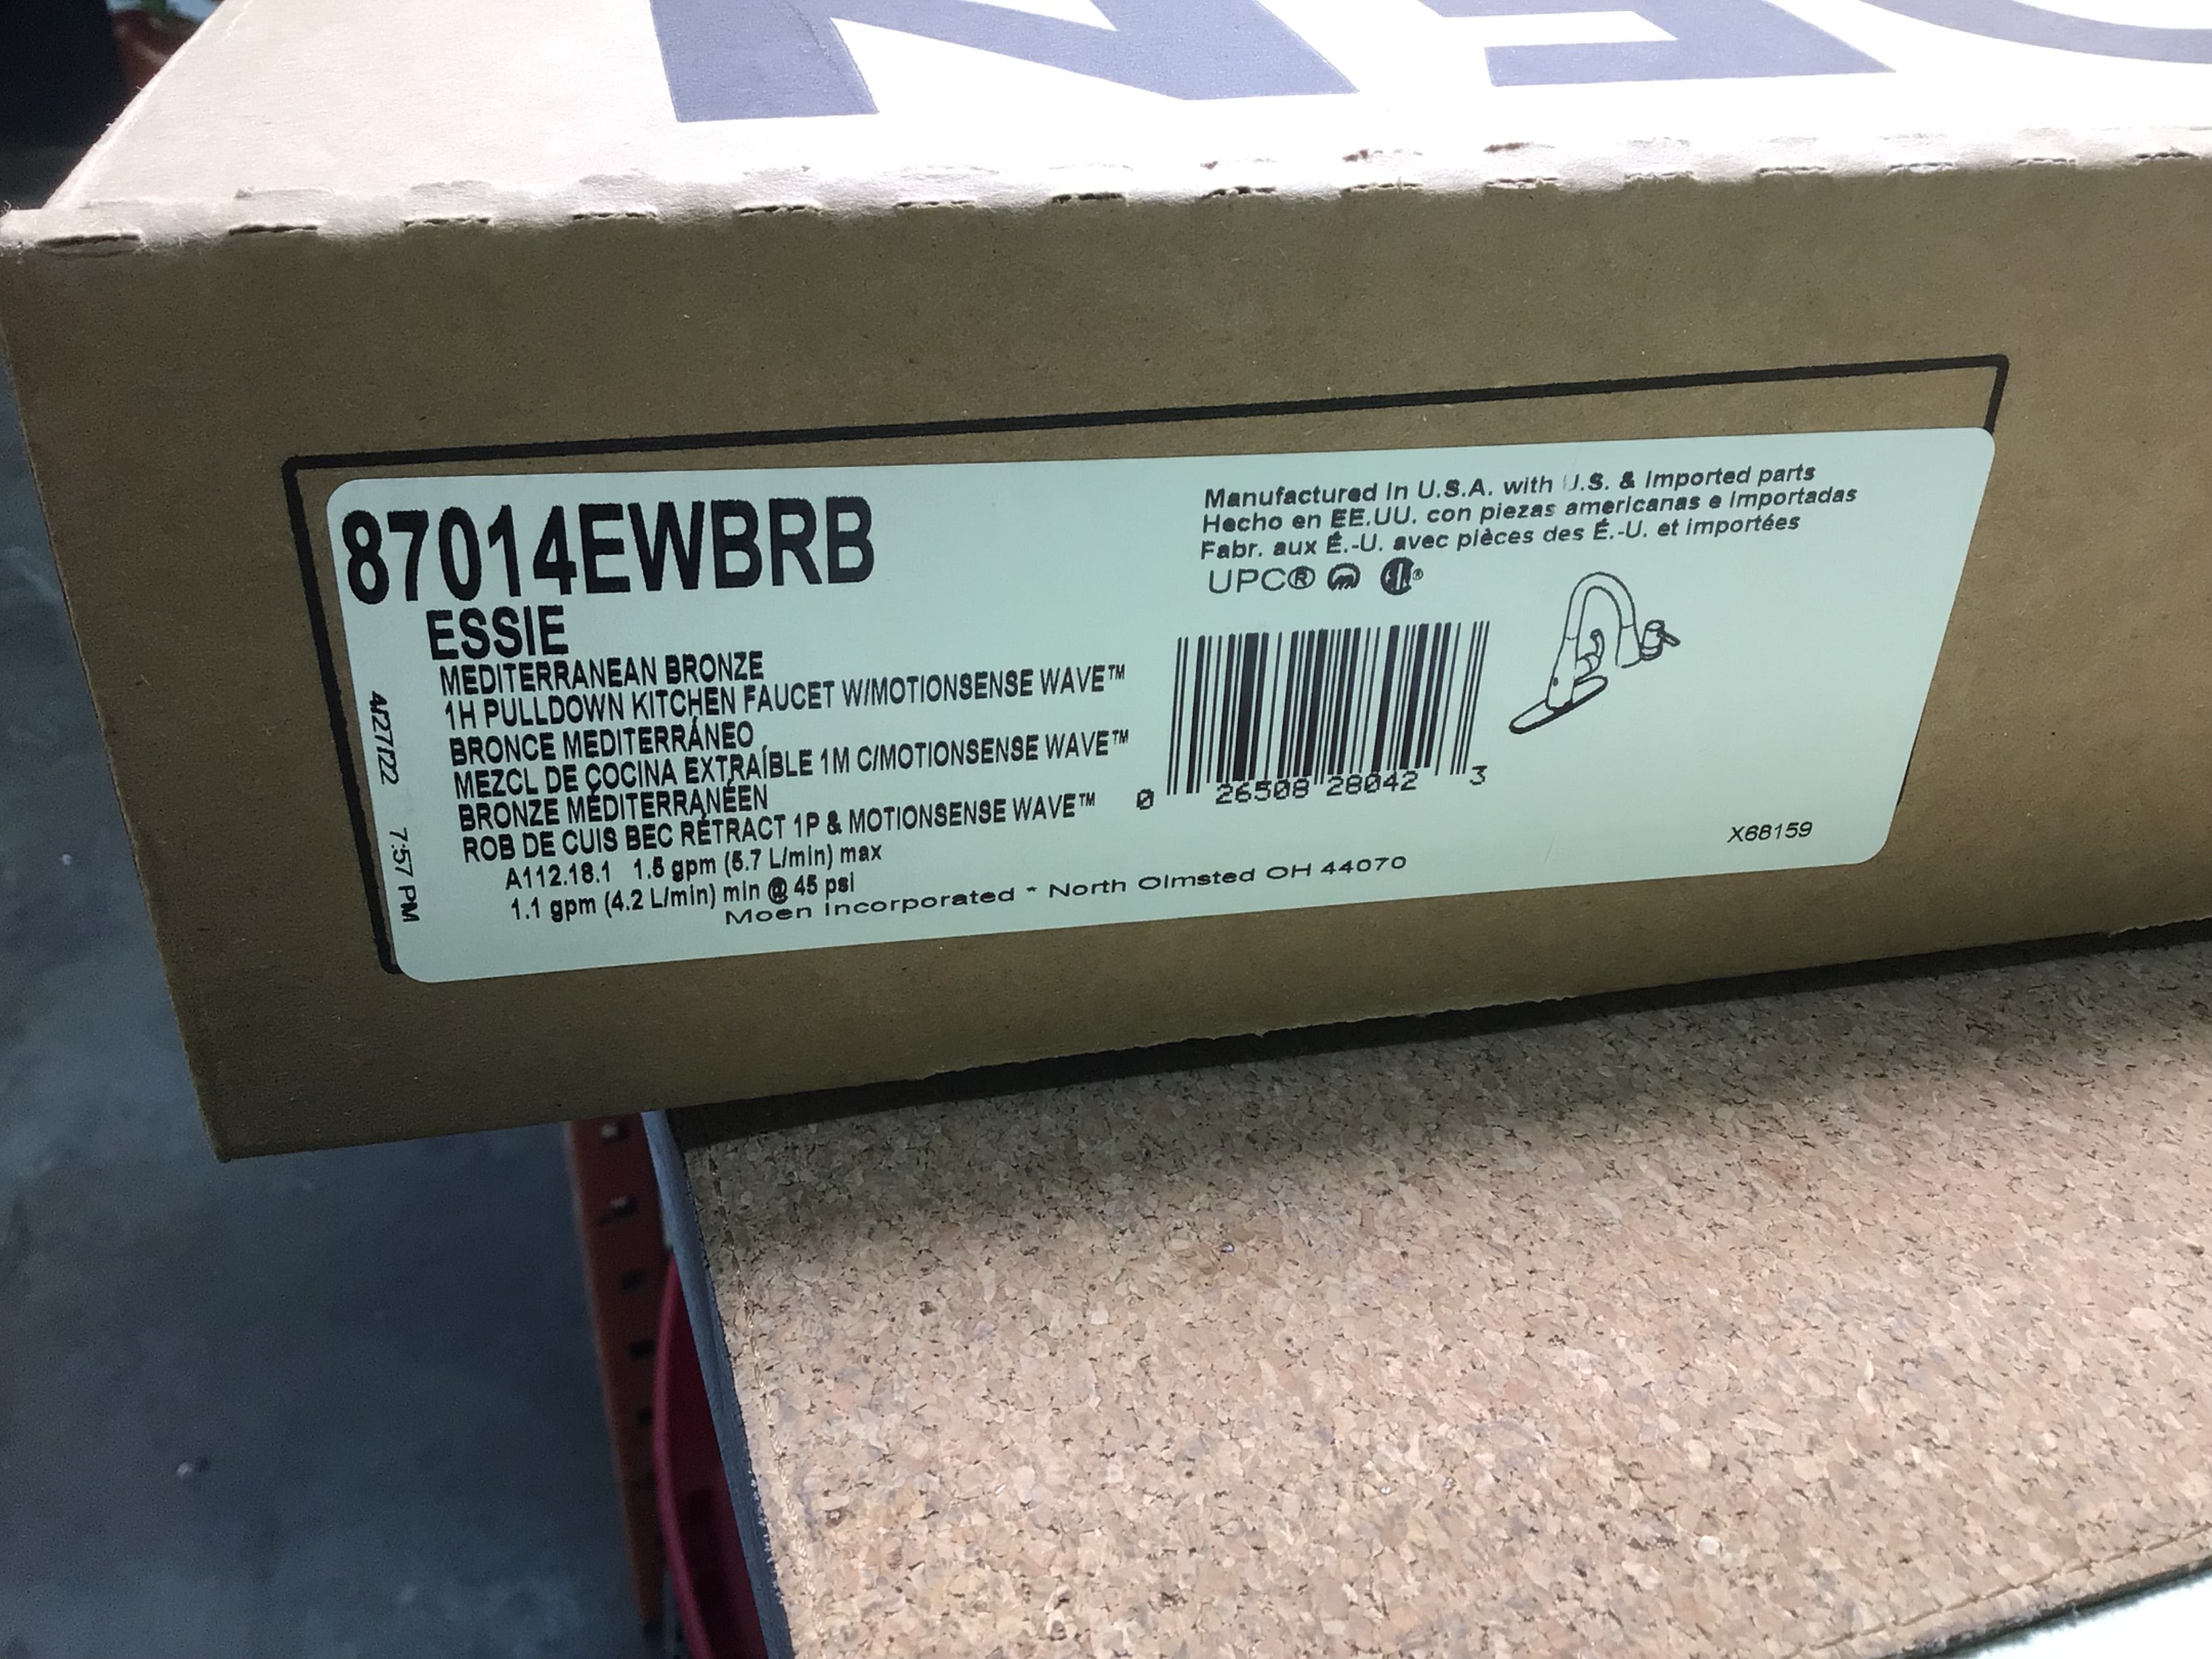 OEN
87014EWBRB
ESSIE
MEDITERRANEAN BRONZE
1H PULLDOWN KITCHEN FAUCET W/MOTIONSENSE WAVE™
BRONCE MEDITERRÁNEO
MEZCL DE COCINA EXTRAÍBLE 1M C/MOTIONSENSE WAVE™
BRONZE MÉDITERRANÉEN
ROB DE CUIS BEC RÉTRACT 1P & MOTIONSENSE WAVE™
A112.18.1 1.5 gpm (5.7 L/min) max
1.1 gpm (4.2 L/min) min @ 45 psi
Moen Incorporated * North Olmsted OH 44070
4/27/22 7:57 PM
Manufactured in U.S.A. with U.S. & Imported parts
Hecho en EE.UU. con piezas americanas e importadas
Fabr. aux É.-U. avec pièces des É.-U. et importées
UPC®
0 26508 28042 3
X68159